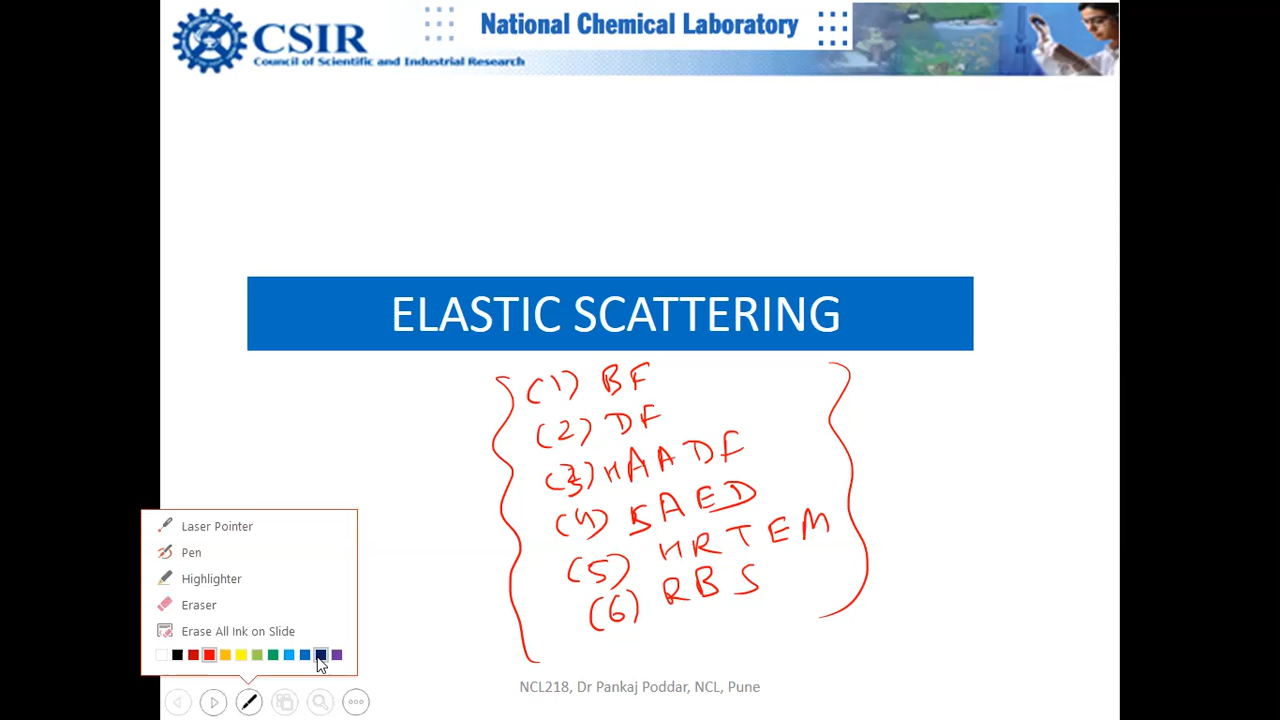 CSIR
Council of Scientific and Industrial Research
National Chemical Laboratory
ELASTIC SCATTERING
(1) BF
(2) DF
(3) HAADF
(4) SAED
(5) HRTEM
(6) RBS
Laser Pointer
Pen
Highlighter
Eraser
Erase All Ink on Slide
NCL218, Dr Pankaj Poddar, NCL, Pune